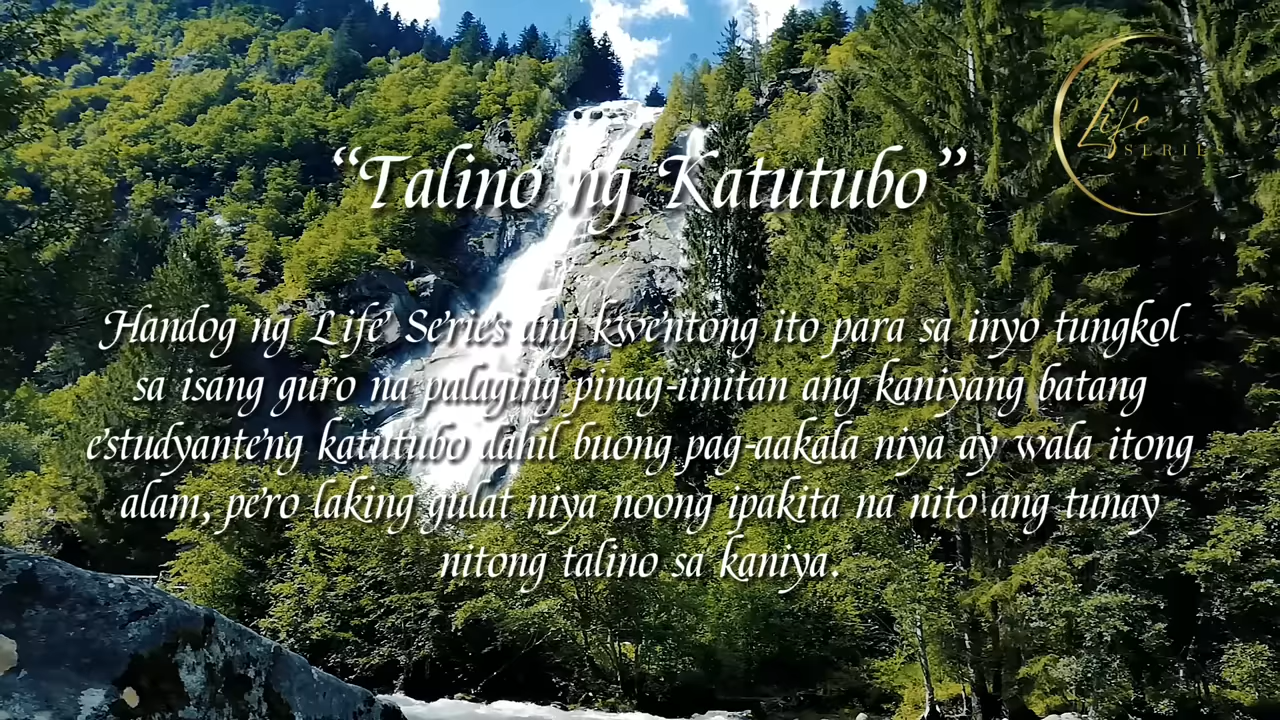 Life
SERIES
“Talino ng Katutubo”
Handog ng Life Series ang kwentong ito para sa inyo tungkol
sa isang guro na palaging pinag-iinitan ang kaniyang batang
estudyanteng katutubo dahil buong pag-aakala niya ay wala itong
alam, pero laking gulat niya noong ipakita na nito ang tunay
nitong talino sa kaniya.